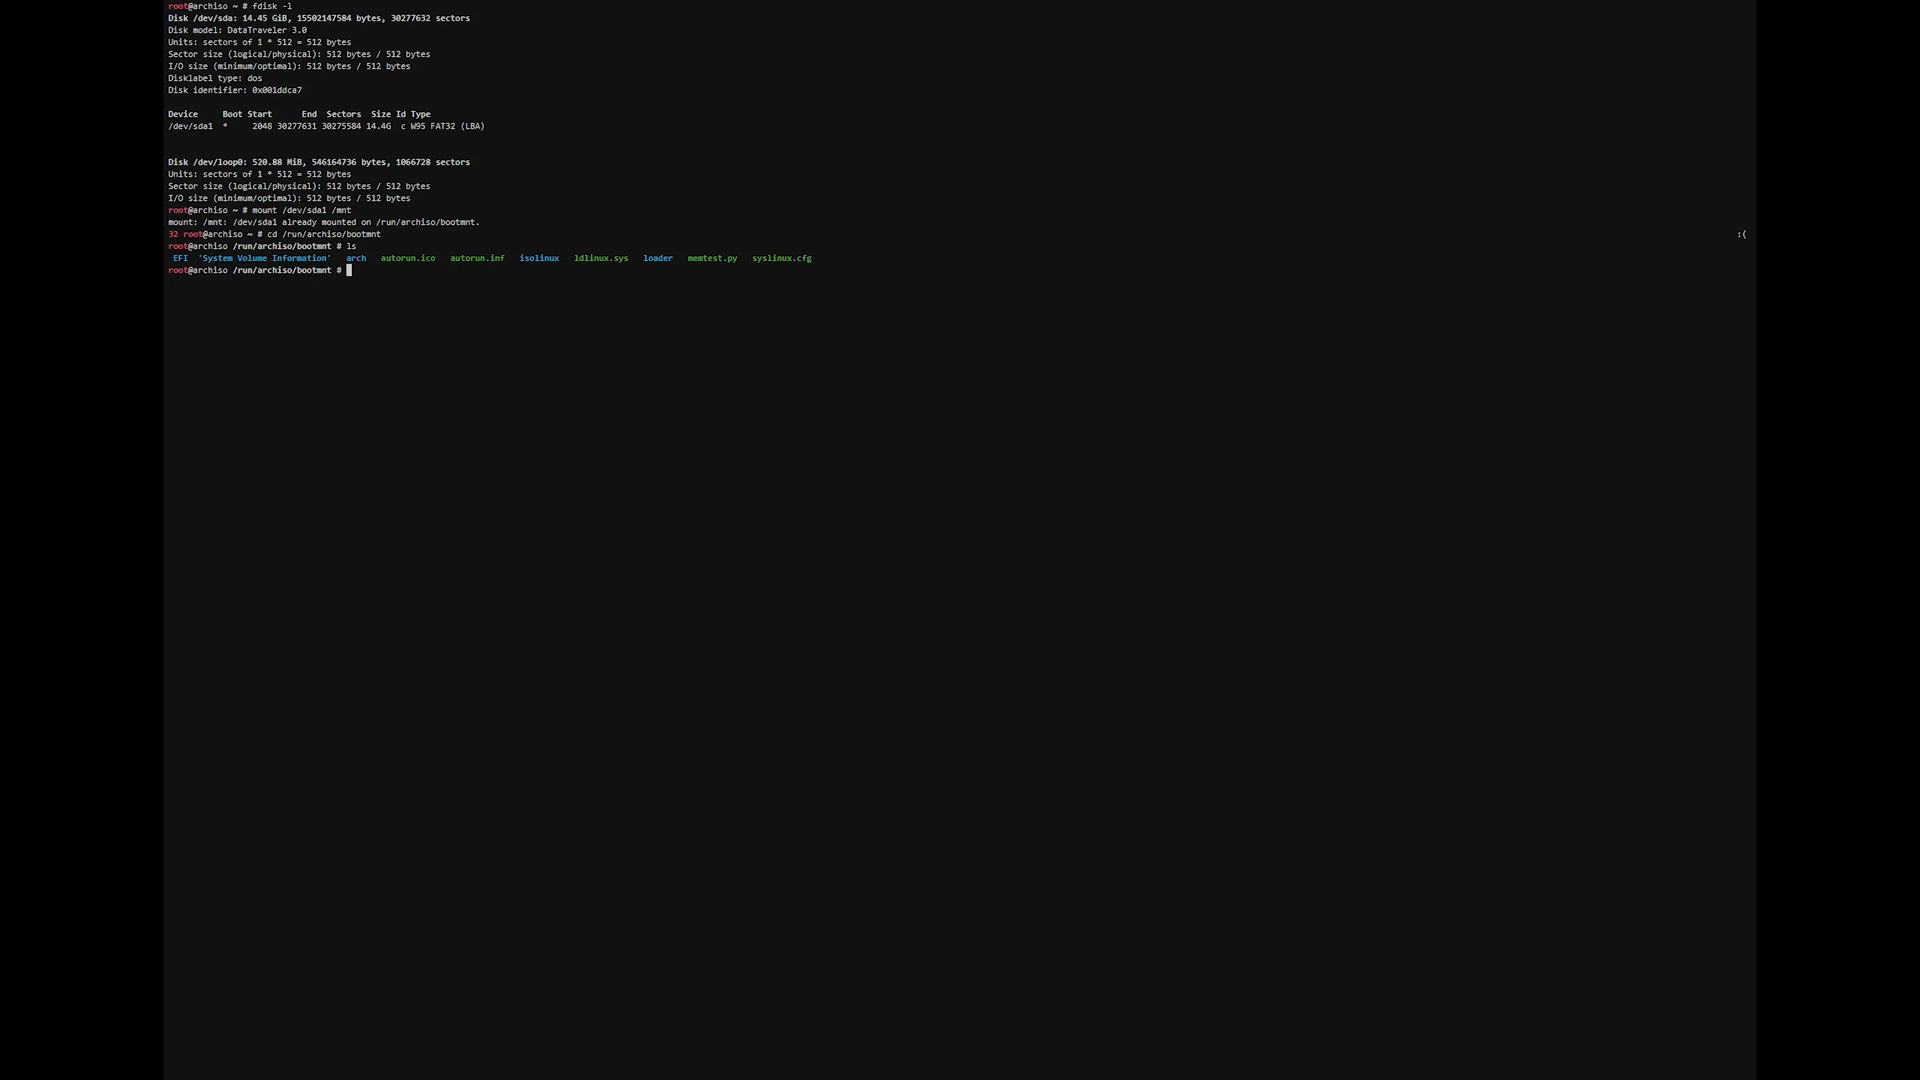 root@archiso ~ # fdisk -l
Disk /dev/sda: 14.45 GiB, 15502147584 bytes, 30277632 sectors
Disk model: DataTraveler 3.0
Units: sectors of 1 * 512 = 512 bytes
Sector size (logical/physical): 512 bytes / 512 bytes
I/O size (minimum/optimal): 512 bytes / 512 bytes
Disklabel type: dos
Disk identifier: 0x001ddca7
Device     Boot Start      End  Sectors  Size Id Type
/dev/sda1  *     2048 30277631 30275584 14.4G  c W95 FAT32 (LBA)
Disk /dev/loop0: 520.88 MiB, 546164736 bytes, 1066728 sectors
Units: sectors of 1 * 512 = 512 bytes
Sector size (logical/physical): 512 bytes / 512 bytes
I/O size (minimum/optimal): 512 bytes / 512 bytes
root@archiso ~ # mount /dev/sda1 /mnt
mount: /mnt: /dev/sda1 already mounted on /run/archiso/bootmnt.
32 root@archiso ~ # cd /run/archiso/bootmnt :(
root@archiso /run/archiso/bootmnt # ls
EFI  'System Volume Information'   arch   autorun.ico   autorun.inf   isolinux   ldlinux.sys   loader   memtest.py   syslinux.cfg
root@archiso /run/archiso/bootmnt #